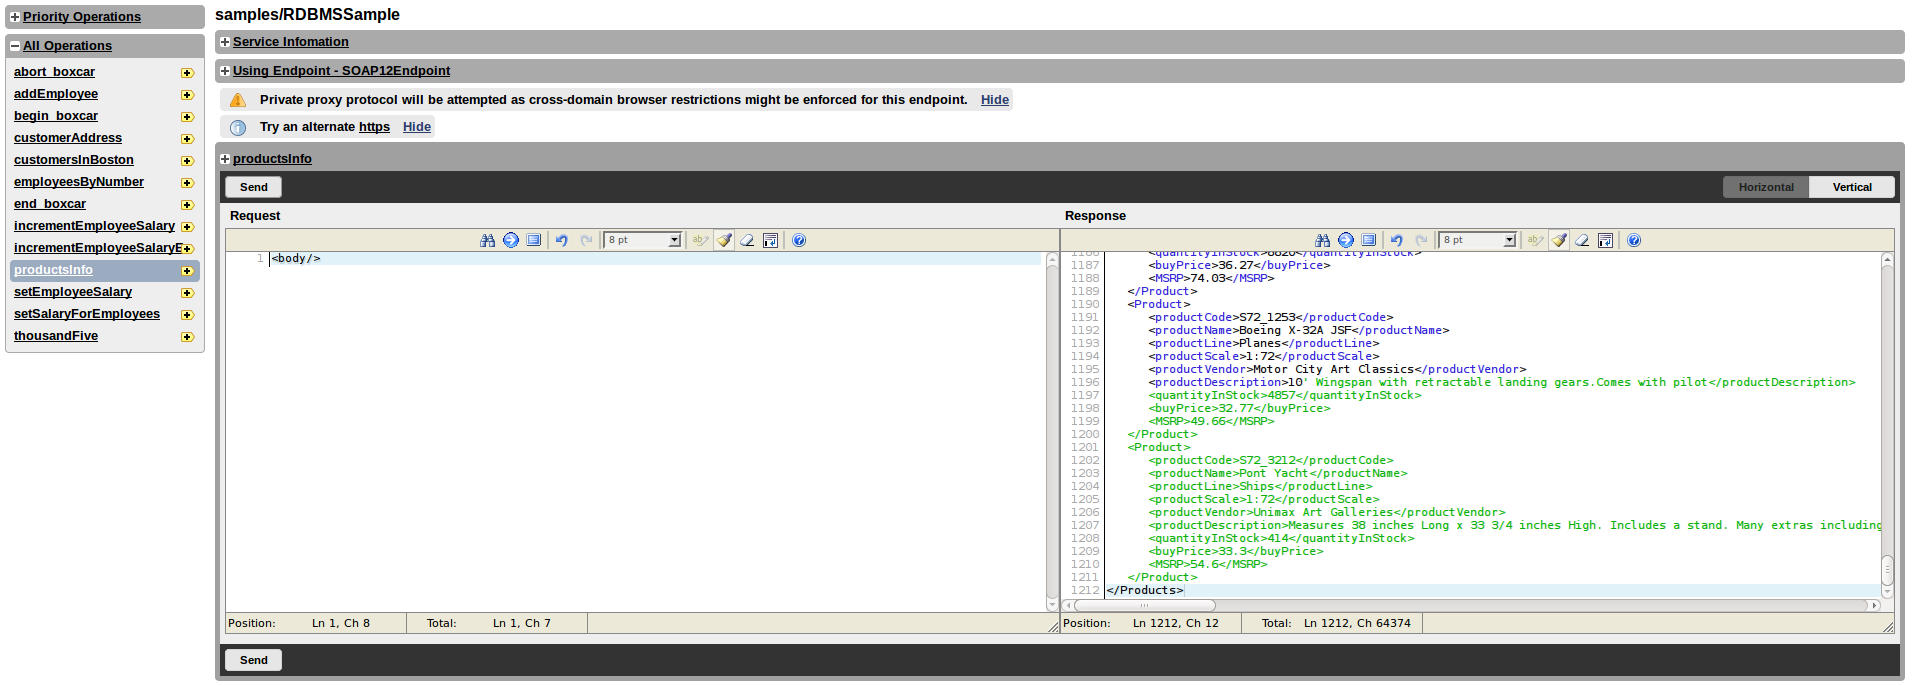 Priority Operations
All Operations
abort_boxcar
addEmployee
begin_boxcar
customerAddress
customersInBoston
employeesByNumber
end_boxcar
incrementEmployeeSalary
incrementEmployeeSalaryE
productsInfo
setEmployeeSalary
setSalaryForEmployees
thousandFive
samples/RDBMSSample
Service Infomation
Using Endpoint - SOAP12Endpoint
Private proxy protocol will be attempted as cross-domain browser restrictions might be enforced for this endpoint. Hide
Try an alternate https Hide
productsInfo
Send
Horizontal Vertical
Request
8 pt
1 <body/>
Position: Ln 1, Ch 8 Total: Ln 1, Ch 7
Response
8 pt
1186 <quantityInStock>8820</quantityInStock>
1187 <buyPrice>36.27</buyPrice>
1188 <MSRP>74.03</MSRP>
1189 </Product>
1190 <Product>
1191 <productCode>S72_1253</productCode>
1192 <productName>Boeing X-32A JSF</productName>
1193 <productLine>Planes</productLine>
1194 <productScale>1:72</productScale>
1195 <productVendor>Motor City Art Classics</productVendor>
1196 <productDescription>10' Wingspan with retractable landing gears.Comes with pilot</productDescription>
1197 <quantityInStock>4857</quantityInStock>
1198 <buyPrice>32.77</buyPrice>
1199 <MSRP>49.66</MSRP>
1200 </Product>
1201 <Product>
1202 <productCode>S72_3212</productCode>
1203 <productName>Pont Yacht</productName>
1204 <productLine>Ships</productLine>
1205 <productScale>1:72</productScale>
1206 <productVendor>Unimax Art Galleries</productVendor>
1207 <productDescription>Measures 38 inches Long x 33 3/4 inches High. Includes a stand. Many extras including
1208 <quantityInStock>414</quantityInStock>
1209 <buyPrice>33.3</buyPrice>
1210 <MSRP>54.6</MSRP>
1211 </Product>
1212 </Products>
Position: Ln 1212, Ch 12 Total: Ln 1212, Ch 64374
Send